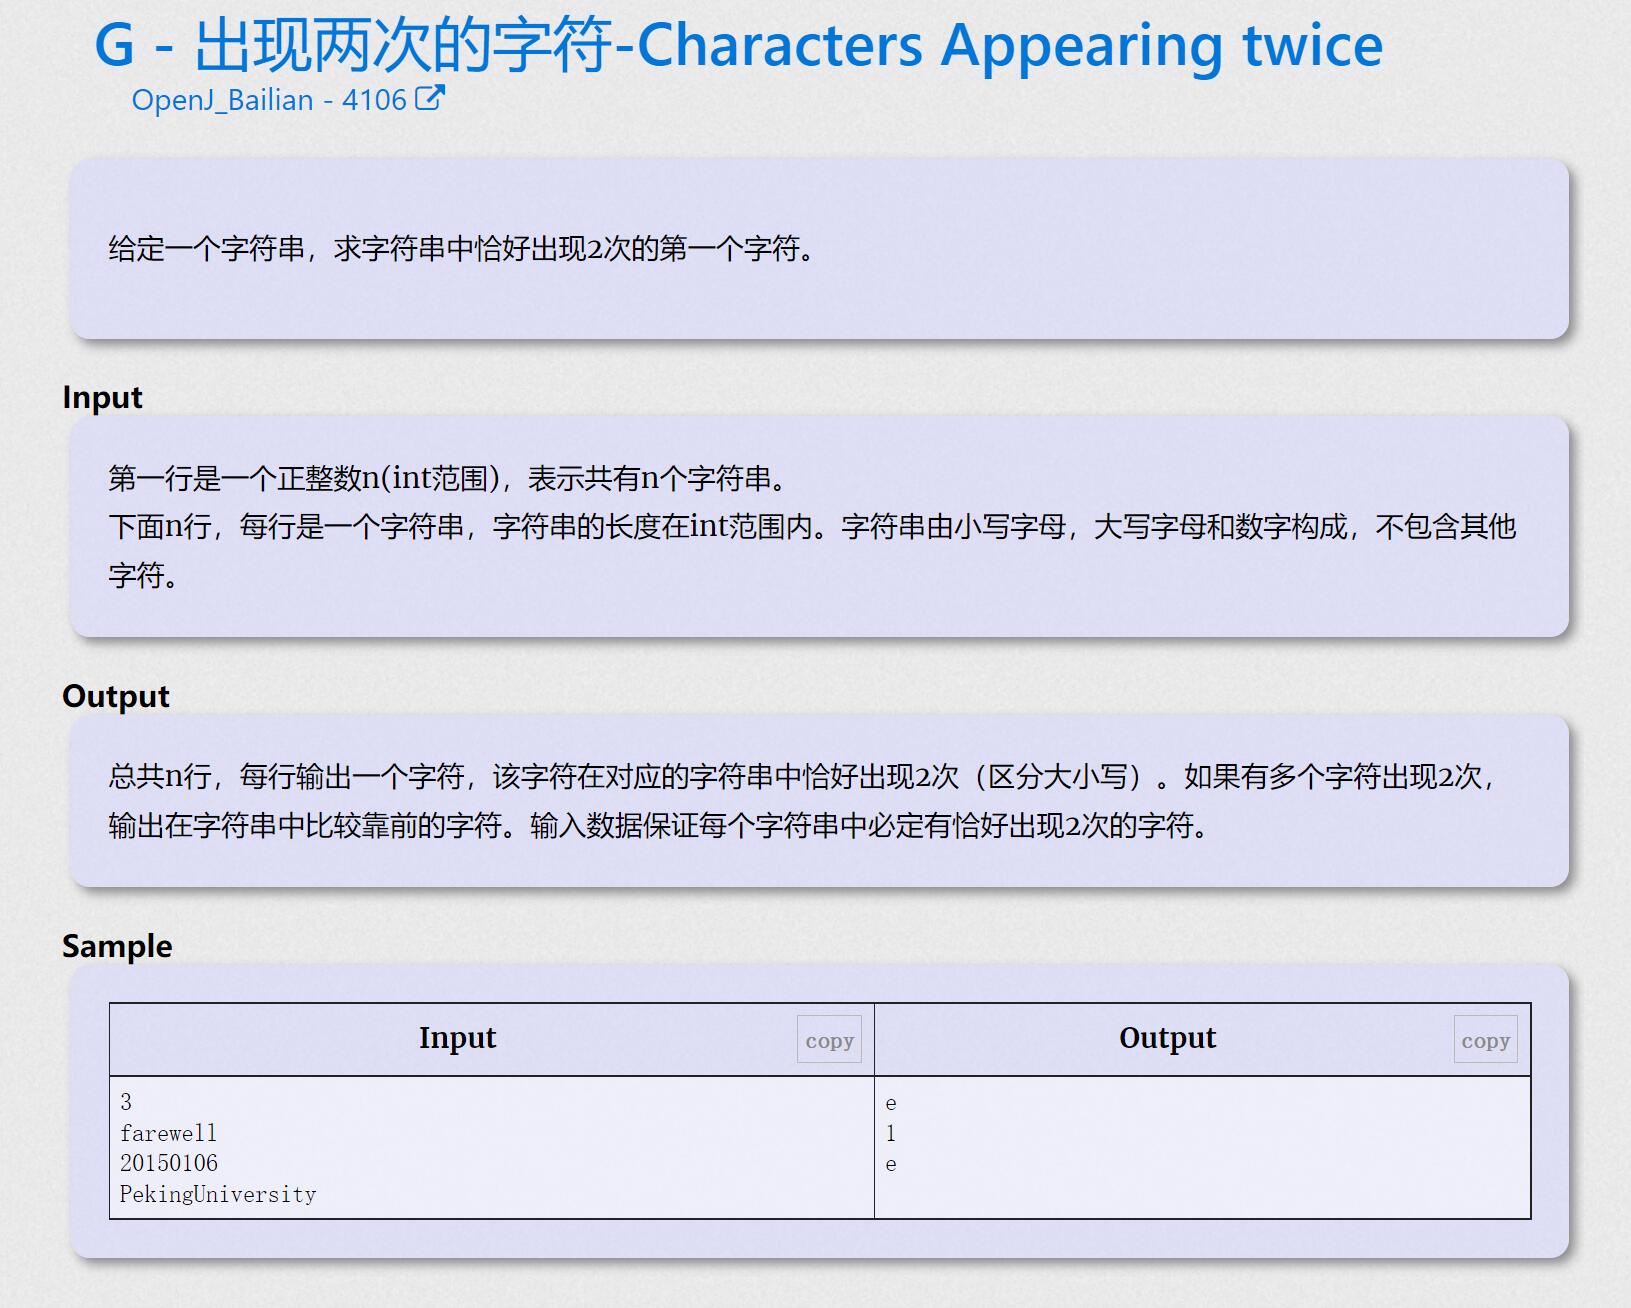 G - 出现两次的字符-Characters Appearing twice
OpenJ_Bailian - 4106
给定一个字符串，求字符串中恰好出现2次的第一个字符。
Input
第一行是一个正整数n(int范围)，表示共有n个字符串。
下面n行，每行是一个字符串，字符串的长度在int范围内。字符串由小写字母，大写字母和数字构成，不包含其他
字符。
Output
总共n行，每行输出一个字符，该字符在对应的字符串中恰好出现2次（区分大小写）。如果有多个字符出现2次，
输出在字符串中比较靠前的字符。输入数据保证每个字符串中必定有恰好出现2次的字符。
Sample
Input copy Output copy
3 e
farewell 1
20150106 e
PekingUniversity